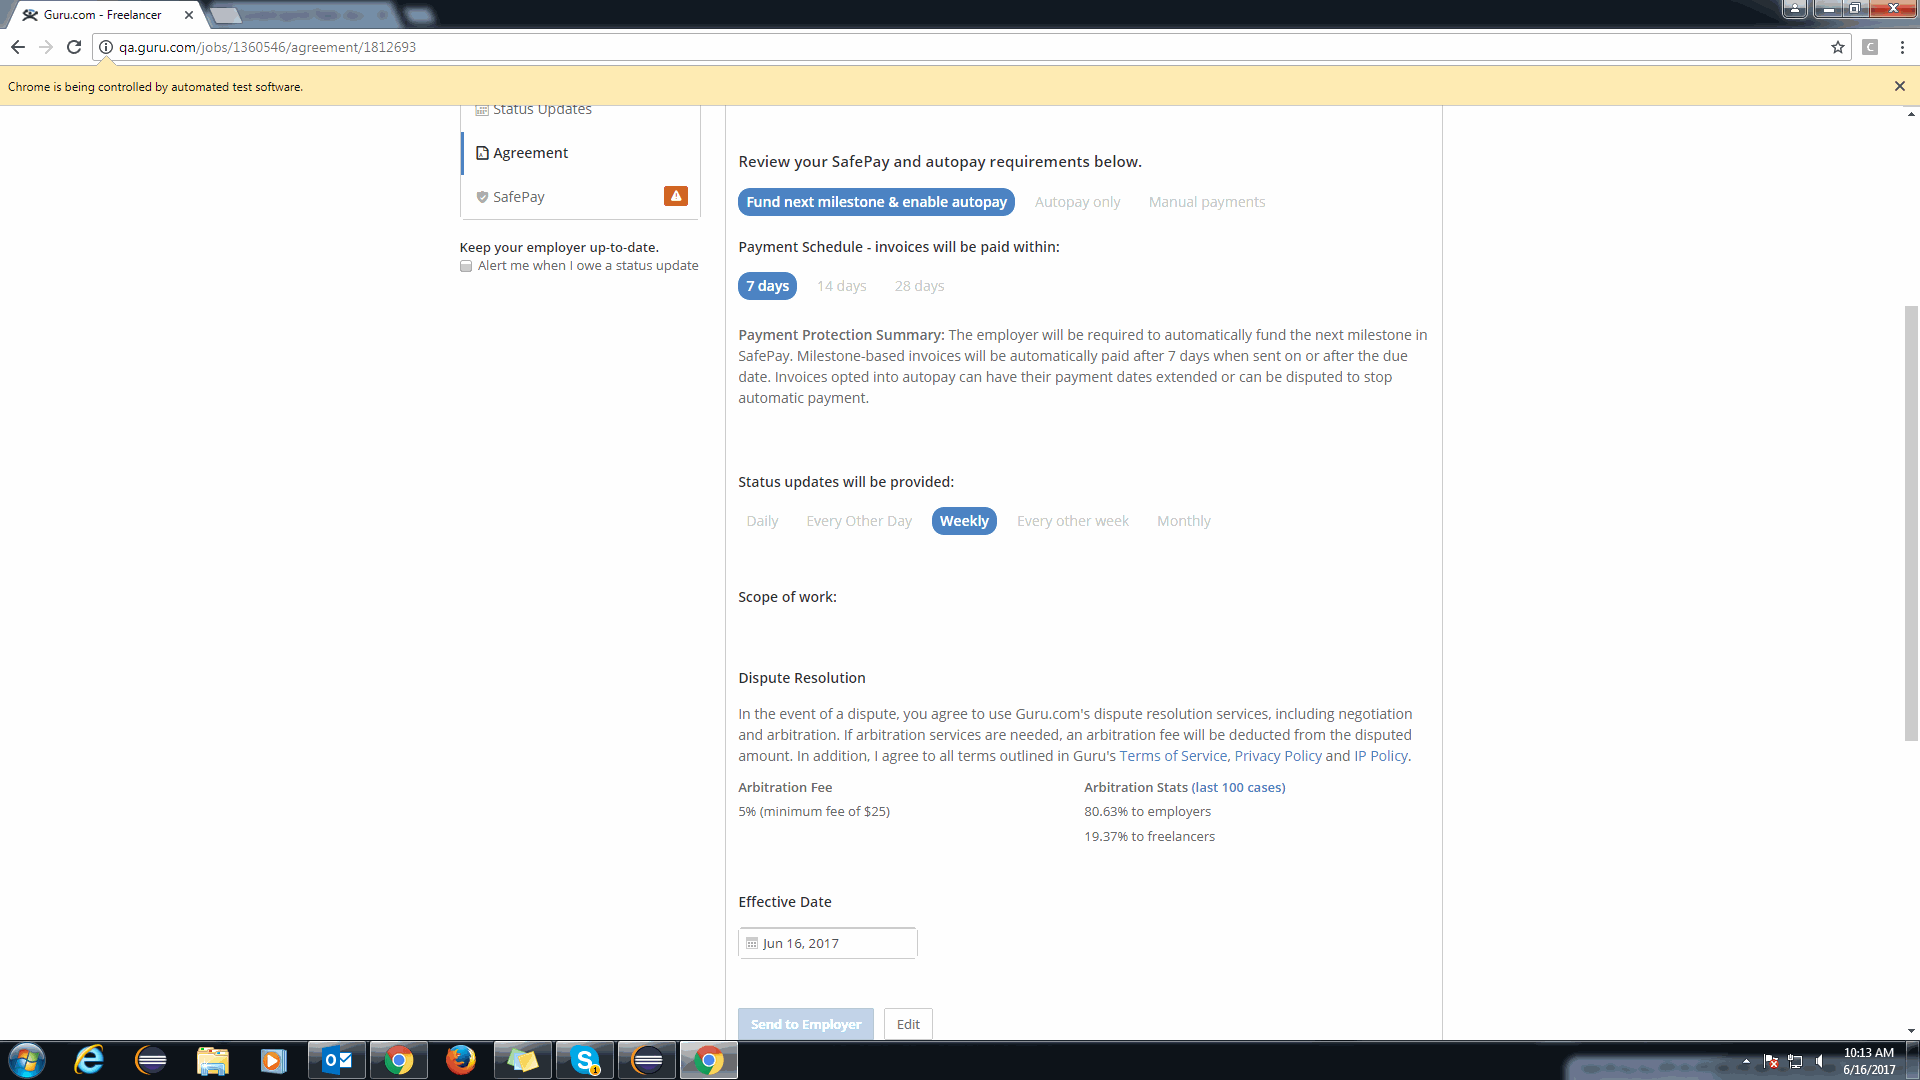 Guru.com - Freelancer
qa.guru.com/jobs/1360546/agreement/1812693
C
Chrome is being controlled by automated test software.
Status Updates
Agreement
SafePay
Keep your employer up-to-date.
Alert me when I owe a status update
Review your SafePay and autopay requirements below.
Fund next milestone & enable autopay Autopay only Manual payments
Payment Schedule - invoices will be paid within:
7 days 14 days 28 days
Payment Protection Summary: The employer will be required to automatically fund the next milestone in
SafePay. Milestone-based invoices will be automatically paid after 7 days when sent on or after the due
date. Invoices opted into autopay can have their payment dates extended or can be disputed to stop
automatic payment.
Status updates will be provided:
Daily Every Other Day Weekly Every other week Monthly
Scope of work:
Dispute Resolution
In the event of a dispute, you agree to use Guru.com's dispute resolution services, including negotiation
and arbitration. If arbitration services are needed, an arbitration fee will be deducted from the disputed
amount. In addition, I agree to all terms outlined in Guru's Terms of Service, Privacy Policy and IP Policy.
Arbitration Fee
5% (minimum fee of $25)
Arbitration Stats (last 100 cases)
80.63% to employers
19.37% to freelancers
Effective Date
Jun 16, 2017
Send to Employer Edit
10:13 AM
6/16/2017